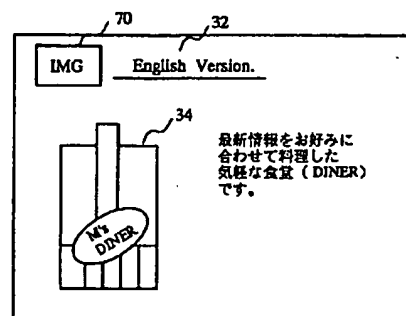 70
32
IMG
English Version.
34
最新情報をお好みに
合わせて料理した
気軽な食堂（DINER）
です。
M's
DINER